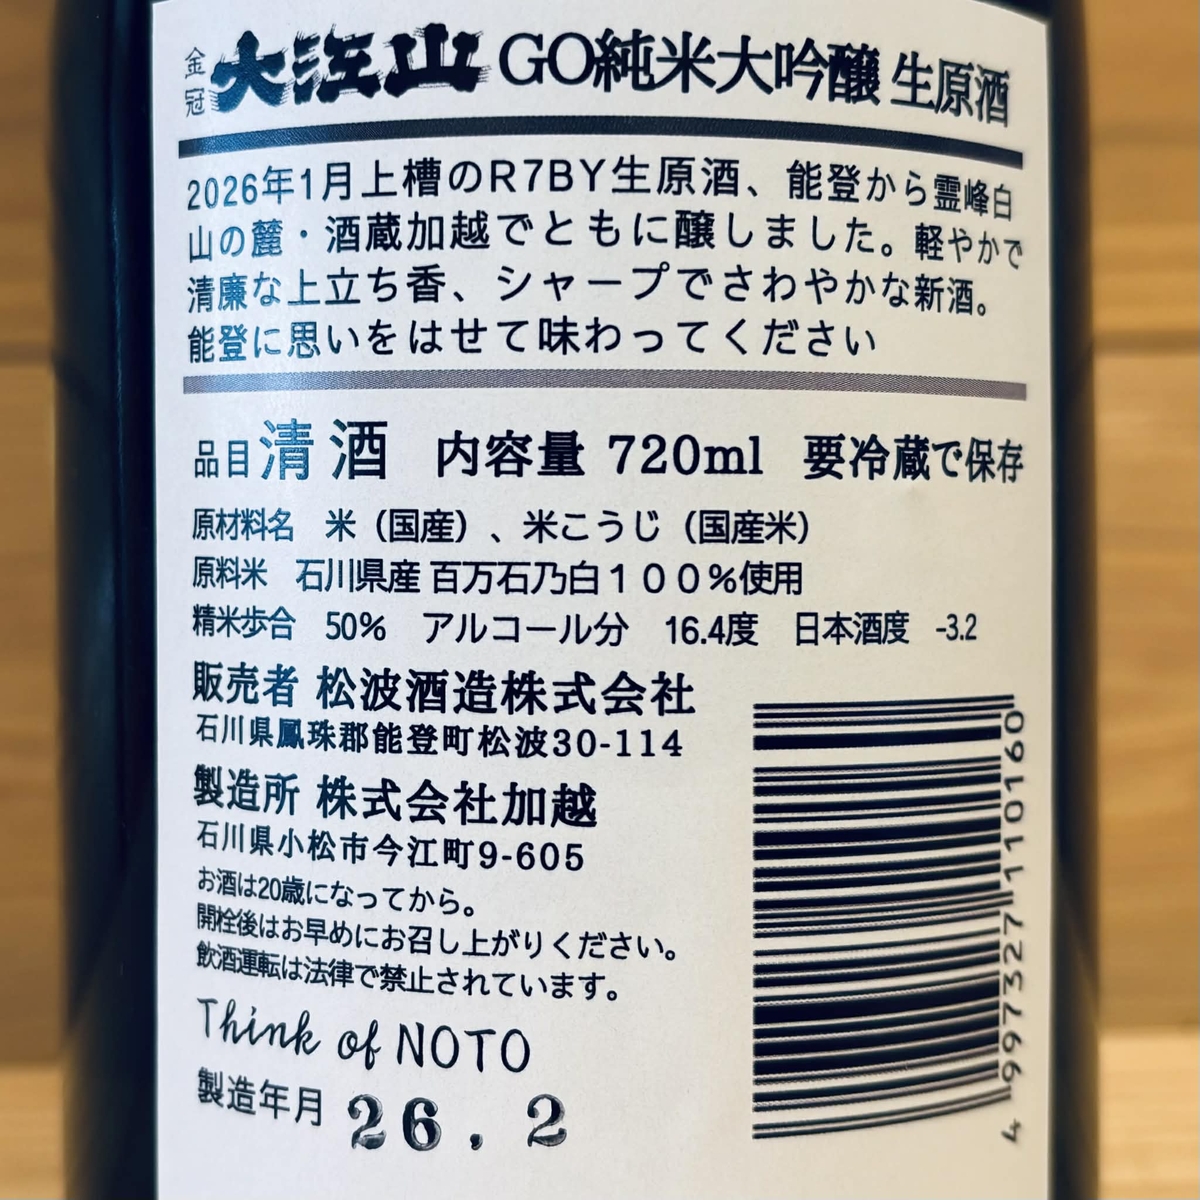 金冠 大江山 GO純米大吟醸 生原酒
2026年1月上槽のR7BY生原酒、能登から霊峰白
山の麓・酒蔵加越でともに醸しました。軽やかで
清廉な上立ち香、シャープでさわやかな新酒。
能登に思いをはせて味わってください
品目 清酒 内容量 720ml 要冷蔵で保存
原材料名 米（国産）、米こうじ（国産米）
原料米 石川県産 百万石乃白１００％使用
精米歩合 50% アルコール分 16.4度 日本酒度 -3.2
販売者 松波酒造株式会社
石川県鳳珠郡能登町松波30-114
製造所 株式会社加越
石川県小松市今江町9-605
お酒は20歳になってから。
開栓後はお早めにお召し上がりください。
飲酒運転は法律で禁止されています。
Think of NOTO
製造年月 26.2
4 997327 110160